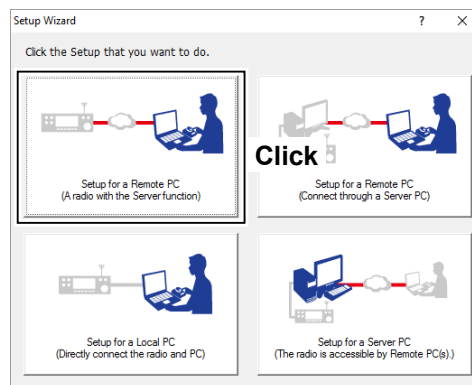 Setup Wizard
?
×
Click the Setup that you want to do.
Click
Setup for a Remote PC
(A radio with the Server function)
Setup for a Remote PC
(Connect through a Server PC)
Setup for a Local PC
(Directly connect the radio and PC)
Setup for a Server PC
(The radio is accessible by Remote PC(s).)